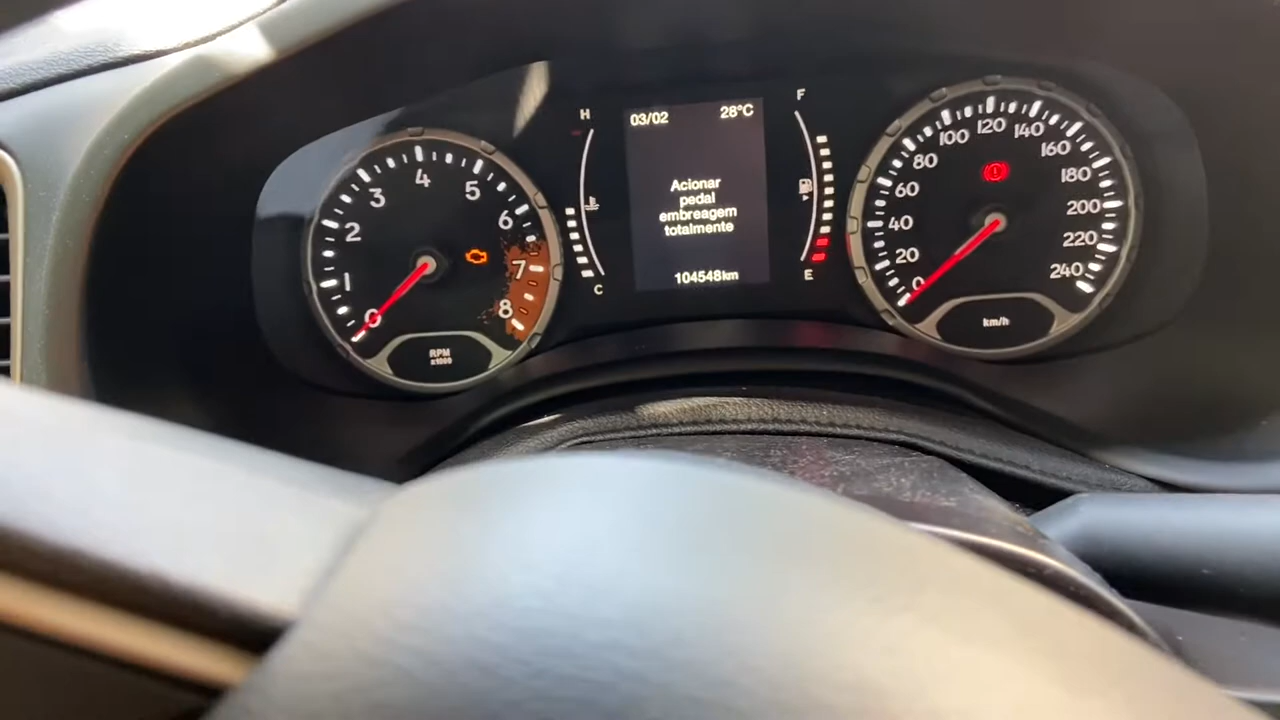 0
1
2
3
4
5
6
7
8
RPM
x1000
H
C
03/02 28°C
Acionar
pedal
embreagem
totalmente
104548km
F
E
0
20
40
60
80
100
120
140
160
180
200
220
240
km/h